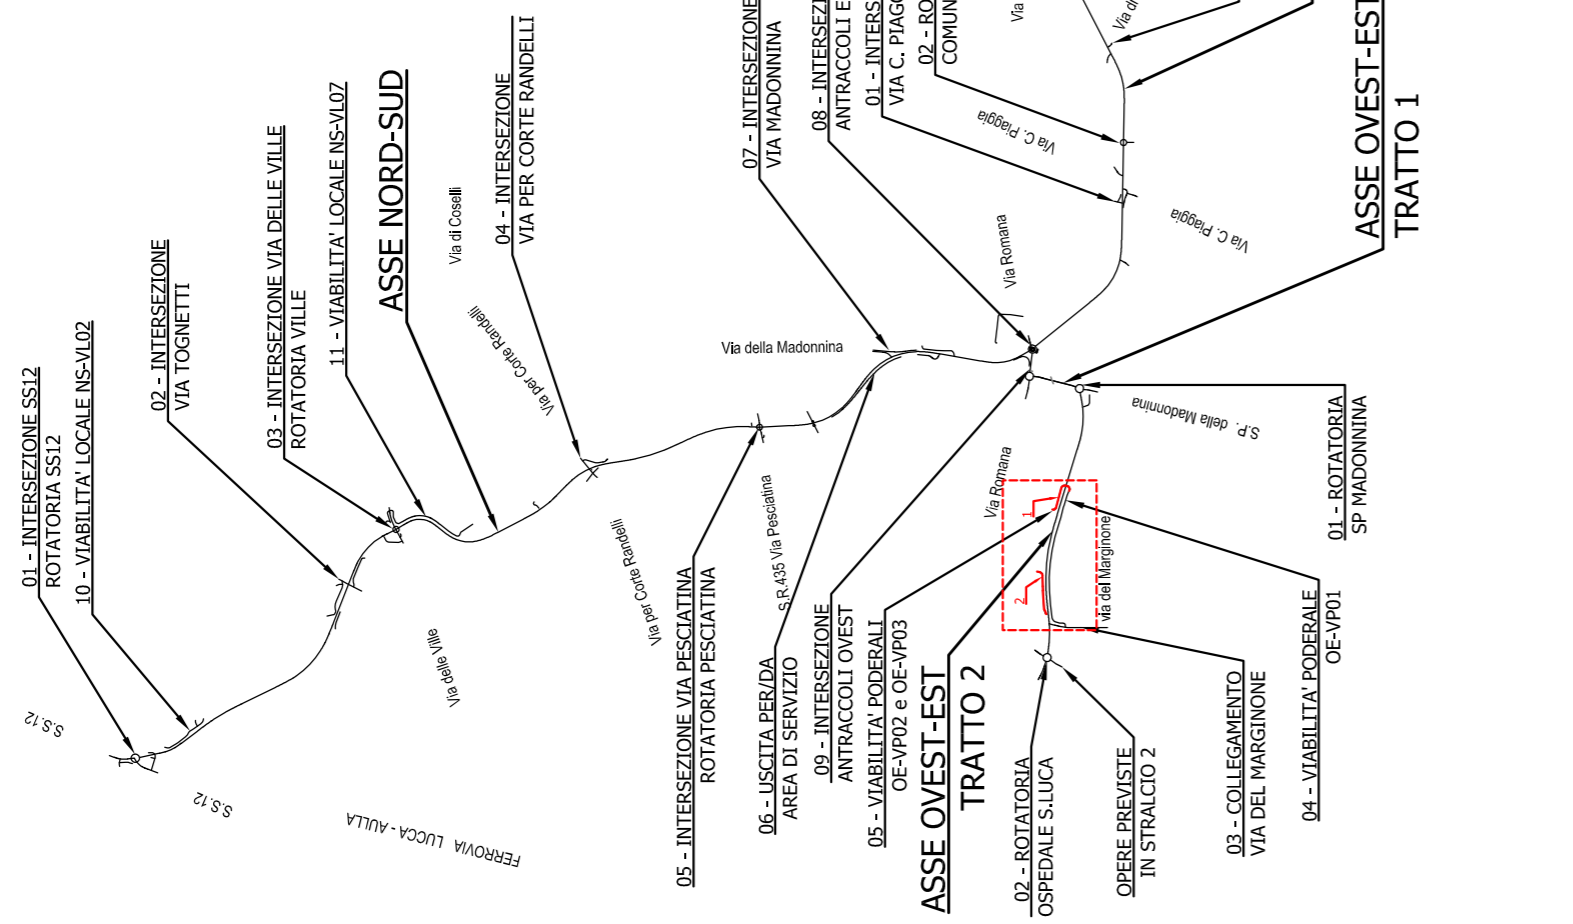 01 - INTERSEZIONE SS12
ROTATORIA SS12
10 - VIABILITA' LOCALE NS-VL02
02 - INTERSEZIONE
VIA TOGNETTI
03 - INTERSEZIONE VIA DELLE VILLE
ROTATORIA VILLE
11 - VIABILITA' LOCALE NS-VL07
ASSE NORD-SUD
Via di Coselli
04 - INTERSEZIONE
VIA PER CORTE RANDELLI
Via per Corte Randelli
07 - INTERSEZIONE
VIA MADONNINA
08 - INTERSEZI
ANTRACCOLI E
01 - INTERS
VIA C. PIAGG
02 - RO
COMUN
Via
Via di
Via C. Piaggia
Via C. Piaggia
Via Romana
ASSE OVEST-EST
TRATTO 1
Via della Madonnina
S.P. della Madonnina
01 - ROTATORIA
SP MADONNINA
S.S.12
S.S.12
FERROVIA LUCCA - AULLA
Via delle Ville
Via per Corte Randelli
05 - INTERSEZIONE VIA PESCIATINA
ROTATORIA PESCIATINA
S.R.435 Via Pesciatina
06 - USCITA PER/DA
AREA DI SERVIZIO
09 - INTERSEZIONE
ANTRACCOLI OVEST
05 - VIABILITA' PODERALI
OE-VP02 e OE-VP03
ASSE OVEST-EST
TRATTO 2
Via Romana
1
2
via del Marginone
02 - ROTATORIA
OSPEDALE S.LUCA
OPERE PREVISTE
IN STRALCIO 2
03 - COLLEGAMENTO
VIA DEL MARGINONE
04 - VIABILITA' PODERALE
OE-VP01